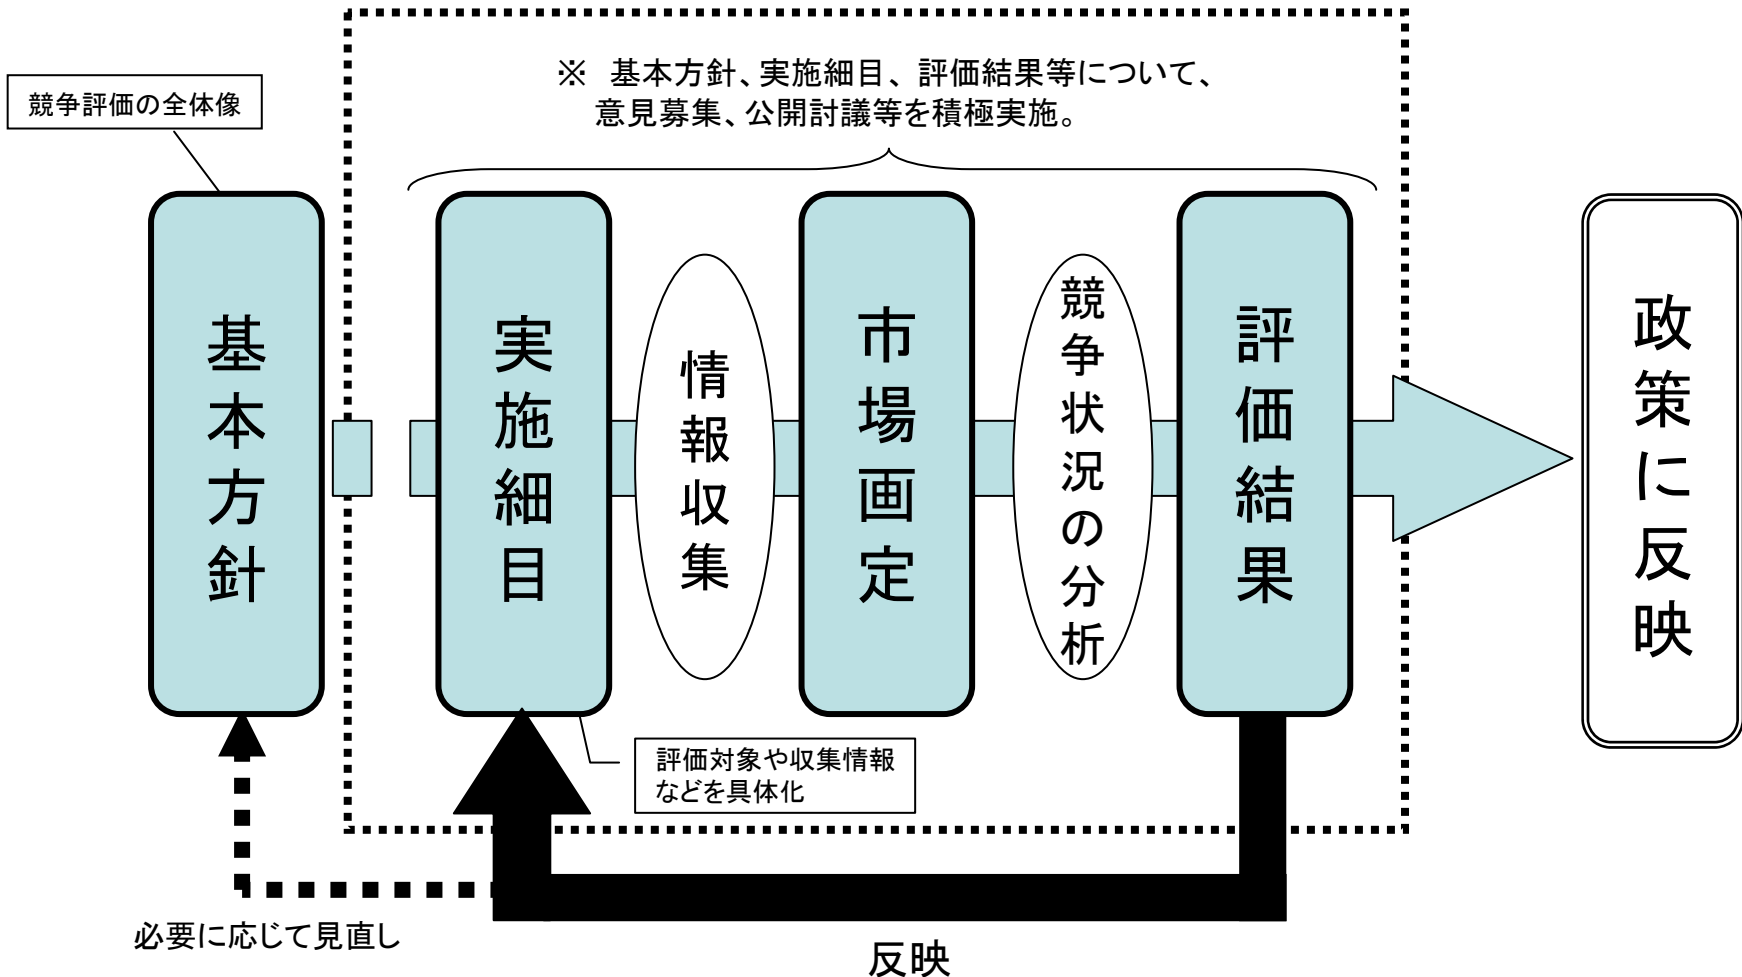 ※　基本方針、実施細目、評価結果等について、
意見募集、公開討議等を積極実施。
競争評価の全体像
基本方針
実施細目
情報収集
市場画定
競争状況の分析
評価結果
政策に反映
評価対象や収集情報
などを具体化
必要に応じて見直し
反映